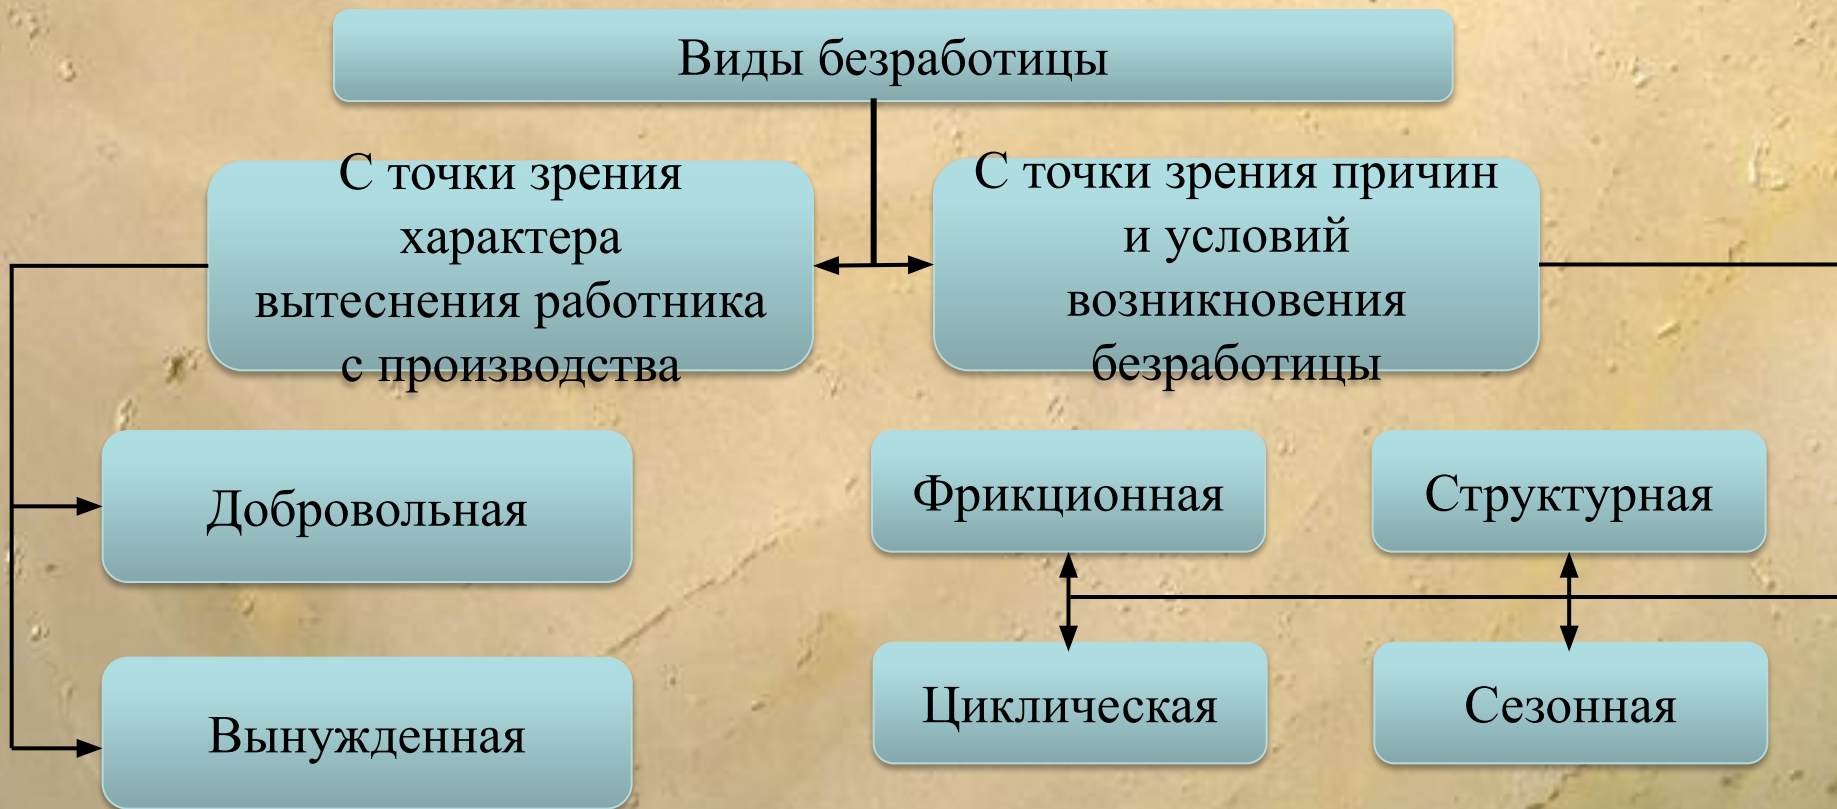 Виды безработицы
С точки зрения
характера
вытеснения работника
с производства
С точки зрения причин
и условий
возникновения
безработицы
Добровольная
Вынужденная
Фрикционная
Структурная
Циклическая
Сезонная